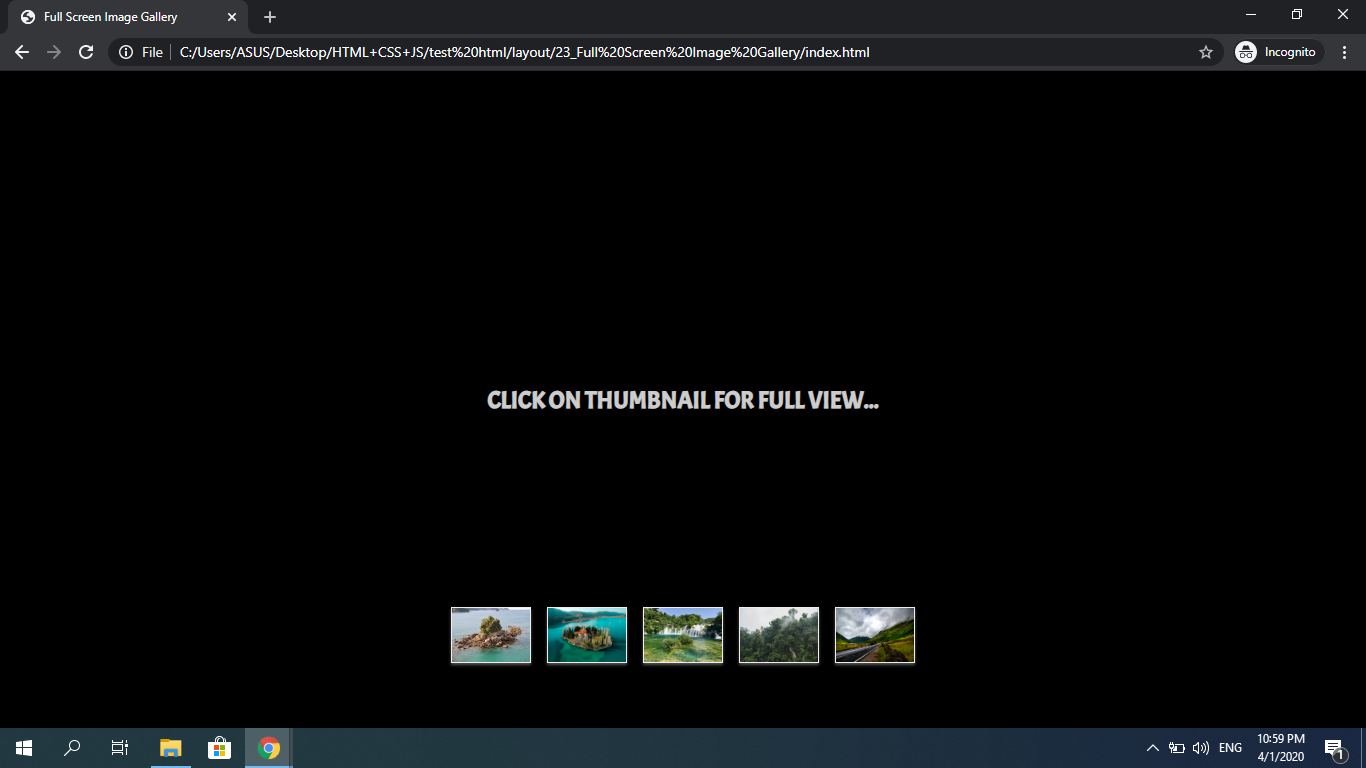 Full Screen Image Gallery
File
C:/Users/ASUS/Desktop/HTML+CSS+JS/test%20html/layout/23_Full%20Screen%20Image%20Gallery/index.html
Incognito
CLICK ON THUMBNAIL FOR FULL VIEW...
ENG
10:59 PM
4/1/2020
1